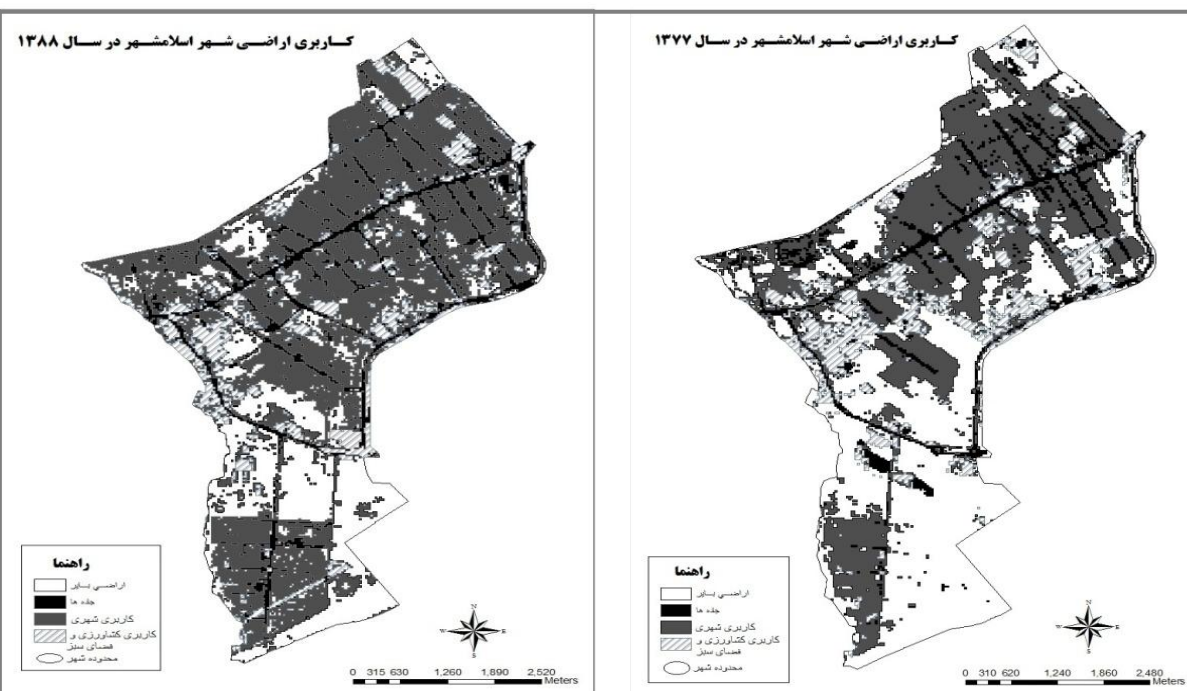 کاربری اراضی شهر اسلامشهر در سال ۱۳۷۷
راهنما
اراضی بایر
جاده ها
کاربری شهری
کاربری کشاورزی و
فضای سبز
محدوده شهر
N
W
E
S
0 310 620 1,240 1,860 2,480
Meters
کاربری اراضی شهر اسلامشهر در سال ۱۳۸۸
راهنما
اراضی بایر
جاده ها
کاربری شهری
کاربری کشاورزی و
فضای سبز
محدوده شهر
N
W
E
S
0 315 630 1,260 1,890 2,520
Meters